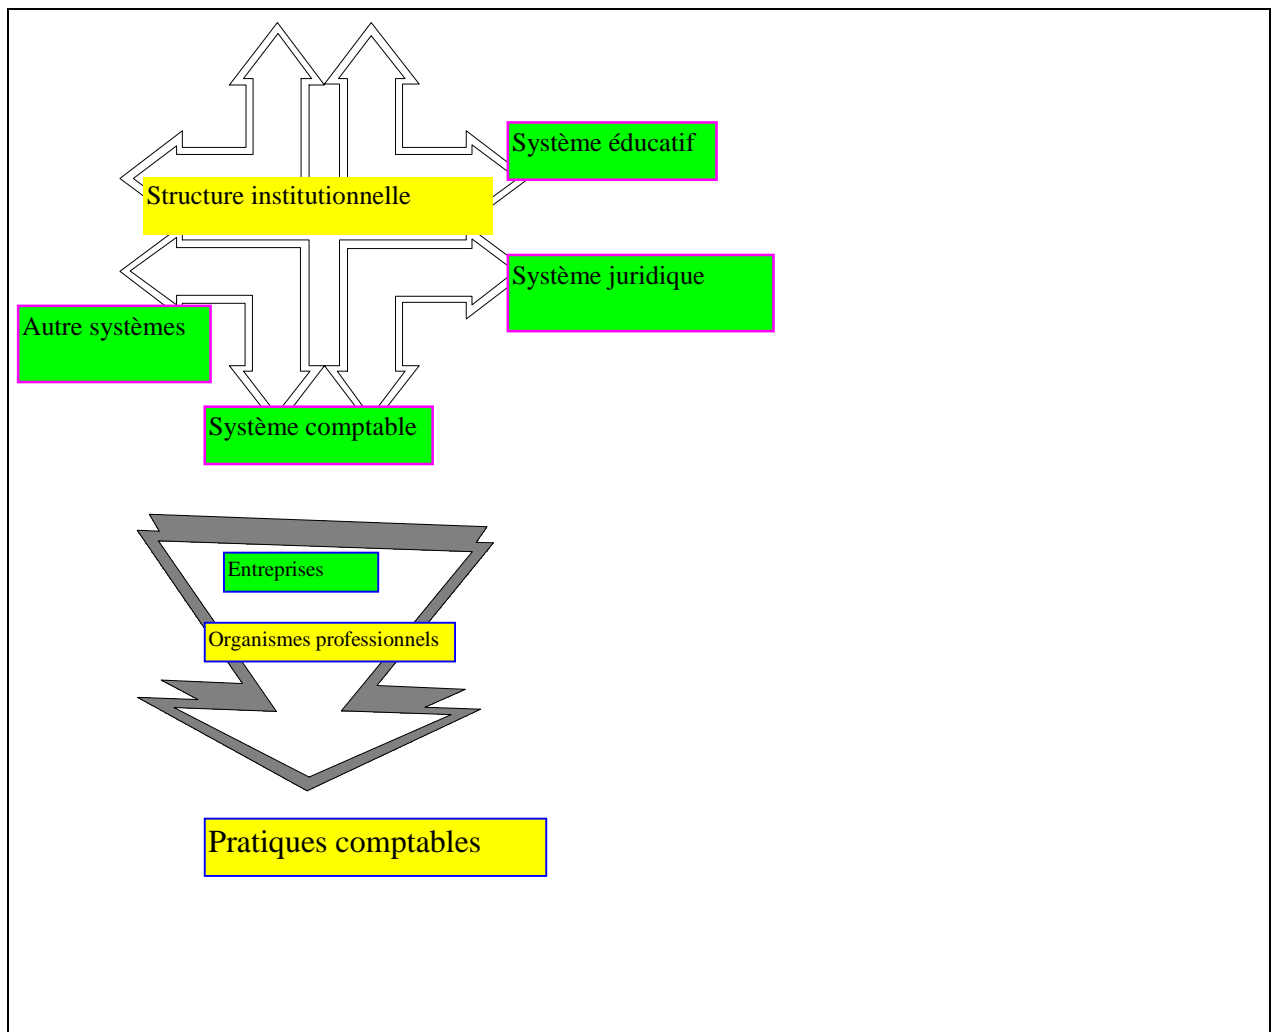 Système éducatif
Structure institutionnelle
Système juridique
Autre systèmes
Système comptable
Entreprises
Organismes professionnels
Pratiques comptables